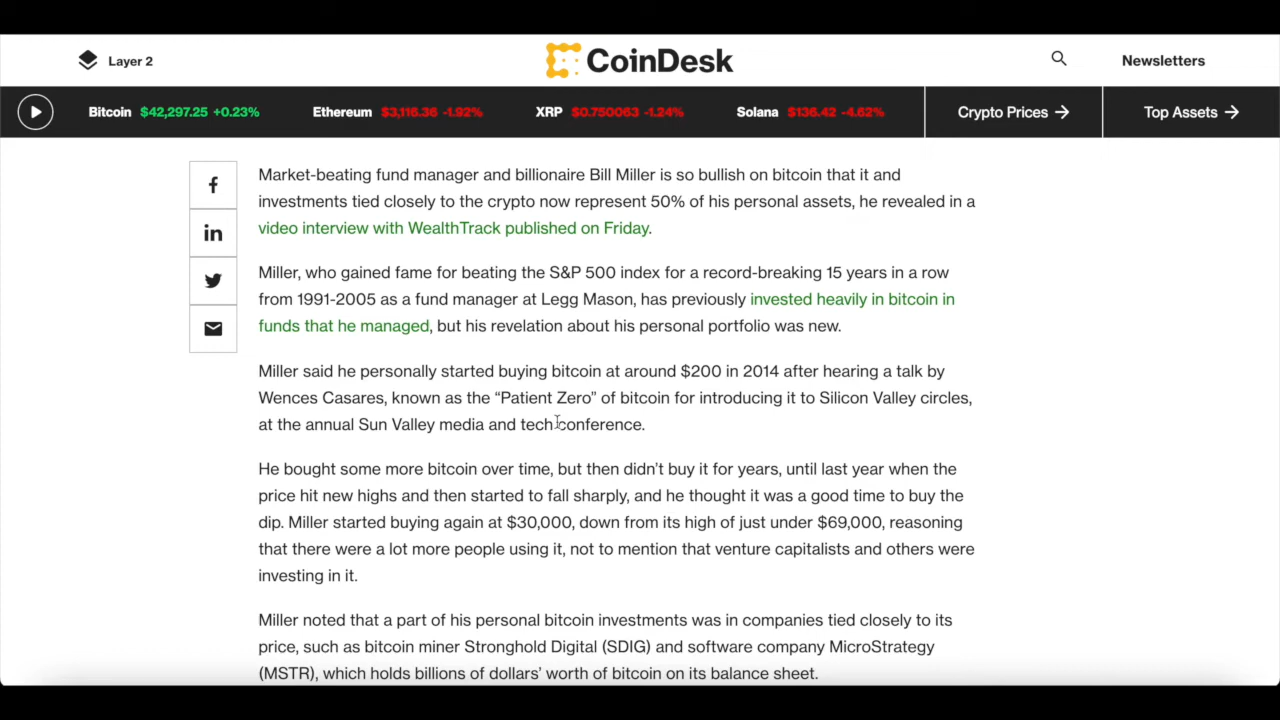 Layer 2
CoinDesk
Newsletters
Bitcoin $42,297.25 +0.23%
Ethereum $3,116.36 -1.92%
XRP $0.750063 -1.24%
Solana $136.42 -4.62%
Crypto Prices
Top Assets
Market-beating fund manager and billionaire Bill Miller is so bullish on bitcoin that it and
investments tied closely to the crypto now represent 50% of his personal assets, he revealed in a
video interview with WealthTrack published on Friday.
Miller, who gained fame for beating the S&P 500 index for a record-breaking 15 years in a row
from 1991-2005 as a fund manager at Legg Mason, has previously invested heavily in bitcoin in
funds that he managed, but his revelation about his personal portfolio was new.
Miller said he personally started buying bitcoin at around $200 in 2014 after hearing a talk by
Wences Casares, known as the “Patient Zero” of bitcoin for introducing it to Silicon Valley circles,
at the annual Sun Valley media and tech conference.
He bought some more bitcoin over time, but then didn’t buy it for years, until last year when the
price hit new highs and then started to fall sharply, and he thought it was a good time to buy the
dip. Miller started buying again at $30,000, down from its high of just under $69,000, reasoning
that there were a lot more people using it, not to mention that venture capitalists and others were
investing in it.
Miller noted that a part of his personal bitcoin investments was in companies tied closely to its
price, such as bitcoin miner Stronghold Digital (SDIG) and software company MicroStrategy
(MSTR), which holds billions of dollars’ worth of bitcoin on its balance sheet.